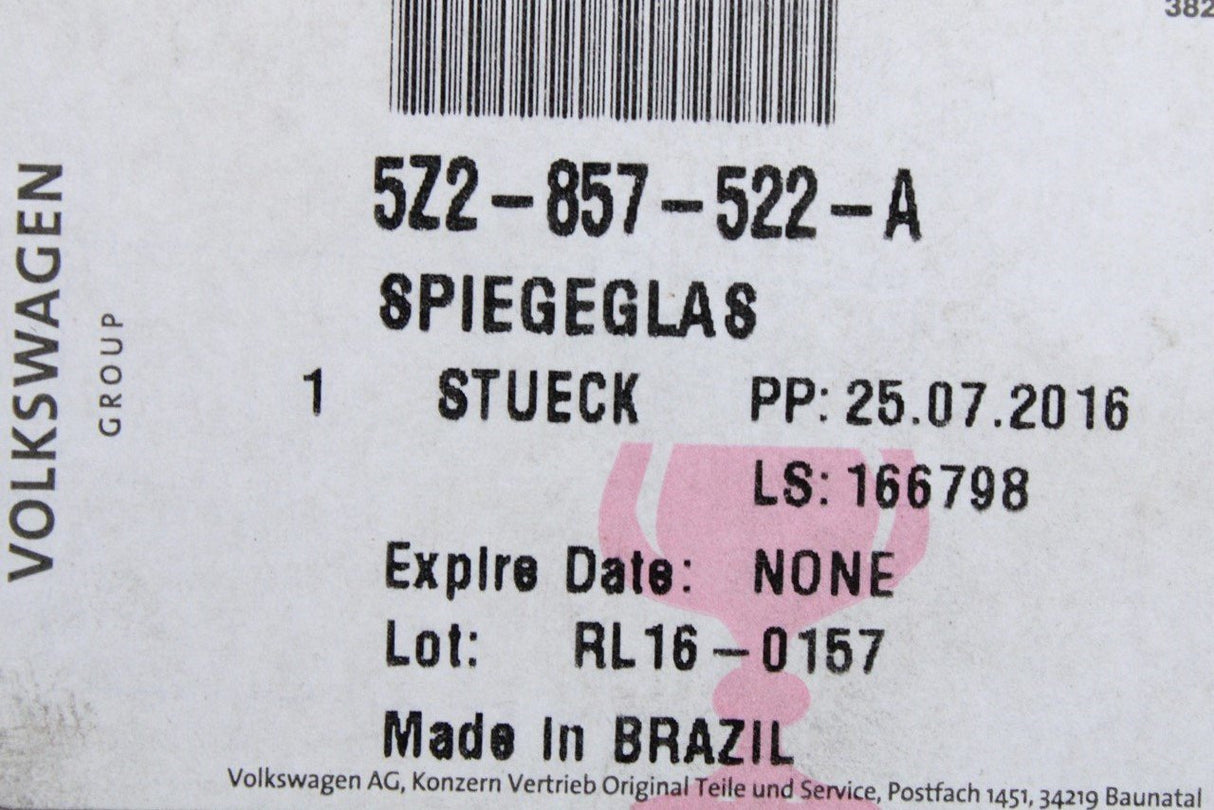 382
5Z2-857-522-A
SPIEGEGLAS
1 STUECK PP: 25.07.2016
LS: 166798
Expire Date: NONE
Lot: RL16-0157
Made In BRAZIL
Volkswagen AG, Konzern Vertrieb Original Teile und Service, Postfach 1451, 34219 Baunatal
VOLKSWAGEN
GROUP